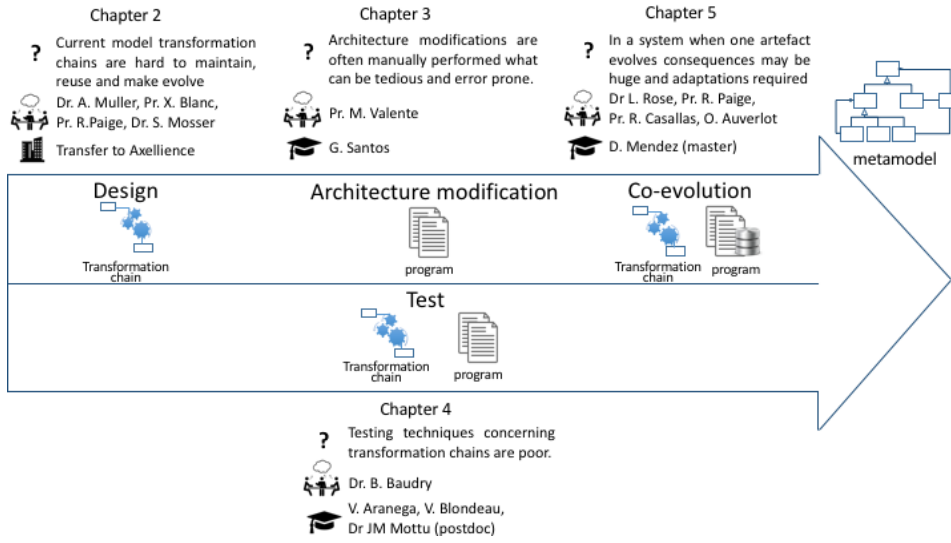 Chapter 2
? Current model transformation
chains are hard to maintain,
reuse and make evolve
Dr. A. Muller, Pr. X. Blanc,
Pr. R.Paige, Dr. S. Mosser
Transfer to Axellience
Chapter 3
? Architecture modifications are
often manually performed what
can be tedious and error prone.
Pr. M. Valente
G. Santos
Chapter 5
? In a system when one artefact
evolves consequences may be
huge and adaptations required
Dr L. Rose, Pr. R. Paige,
Pr. R. Casallas, O. Auverlot
D. Mendez (master)
metamodel
Design
Transformation
chain
Architecture modification
program
Co-evolution
Transformation
chain
program
Test
Transformation
chain
program
Chapter 4
? Testing techniques concerning
transformation chains are poor.
Dr. B. Baudry
V. Aranega, V. Blondeau,
Dr JM Mottu (postdoc)